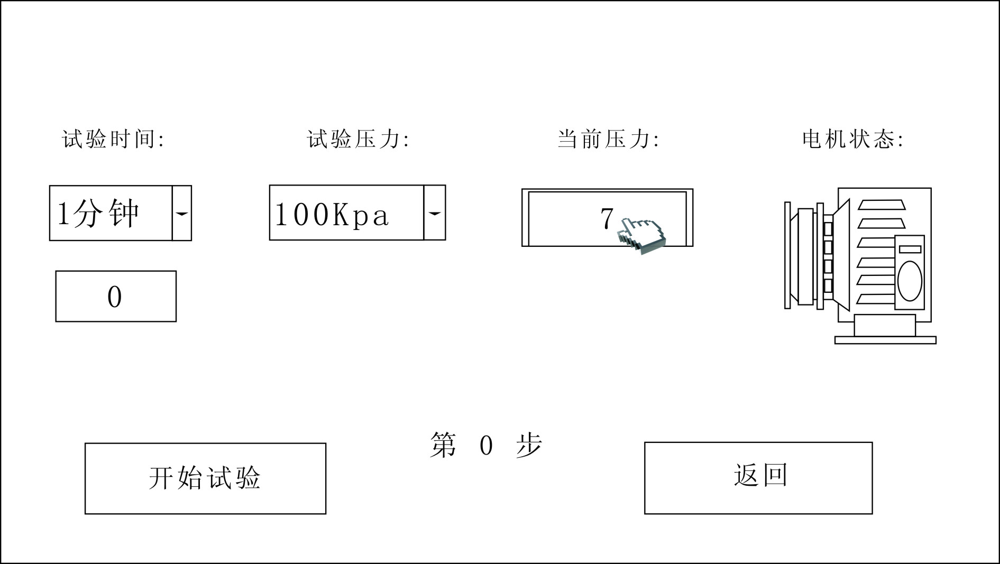 试验时间:
试验压力:
当前压力:
电机状态:
1分钟
100Kpa
7
0
第 0 步
开始试验
返回